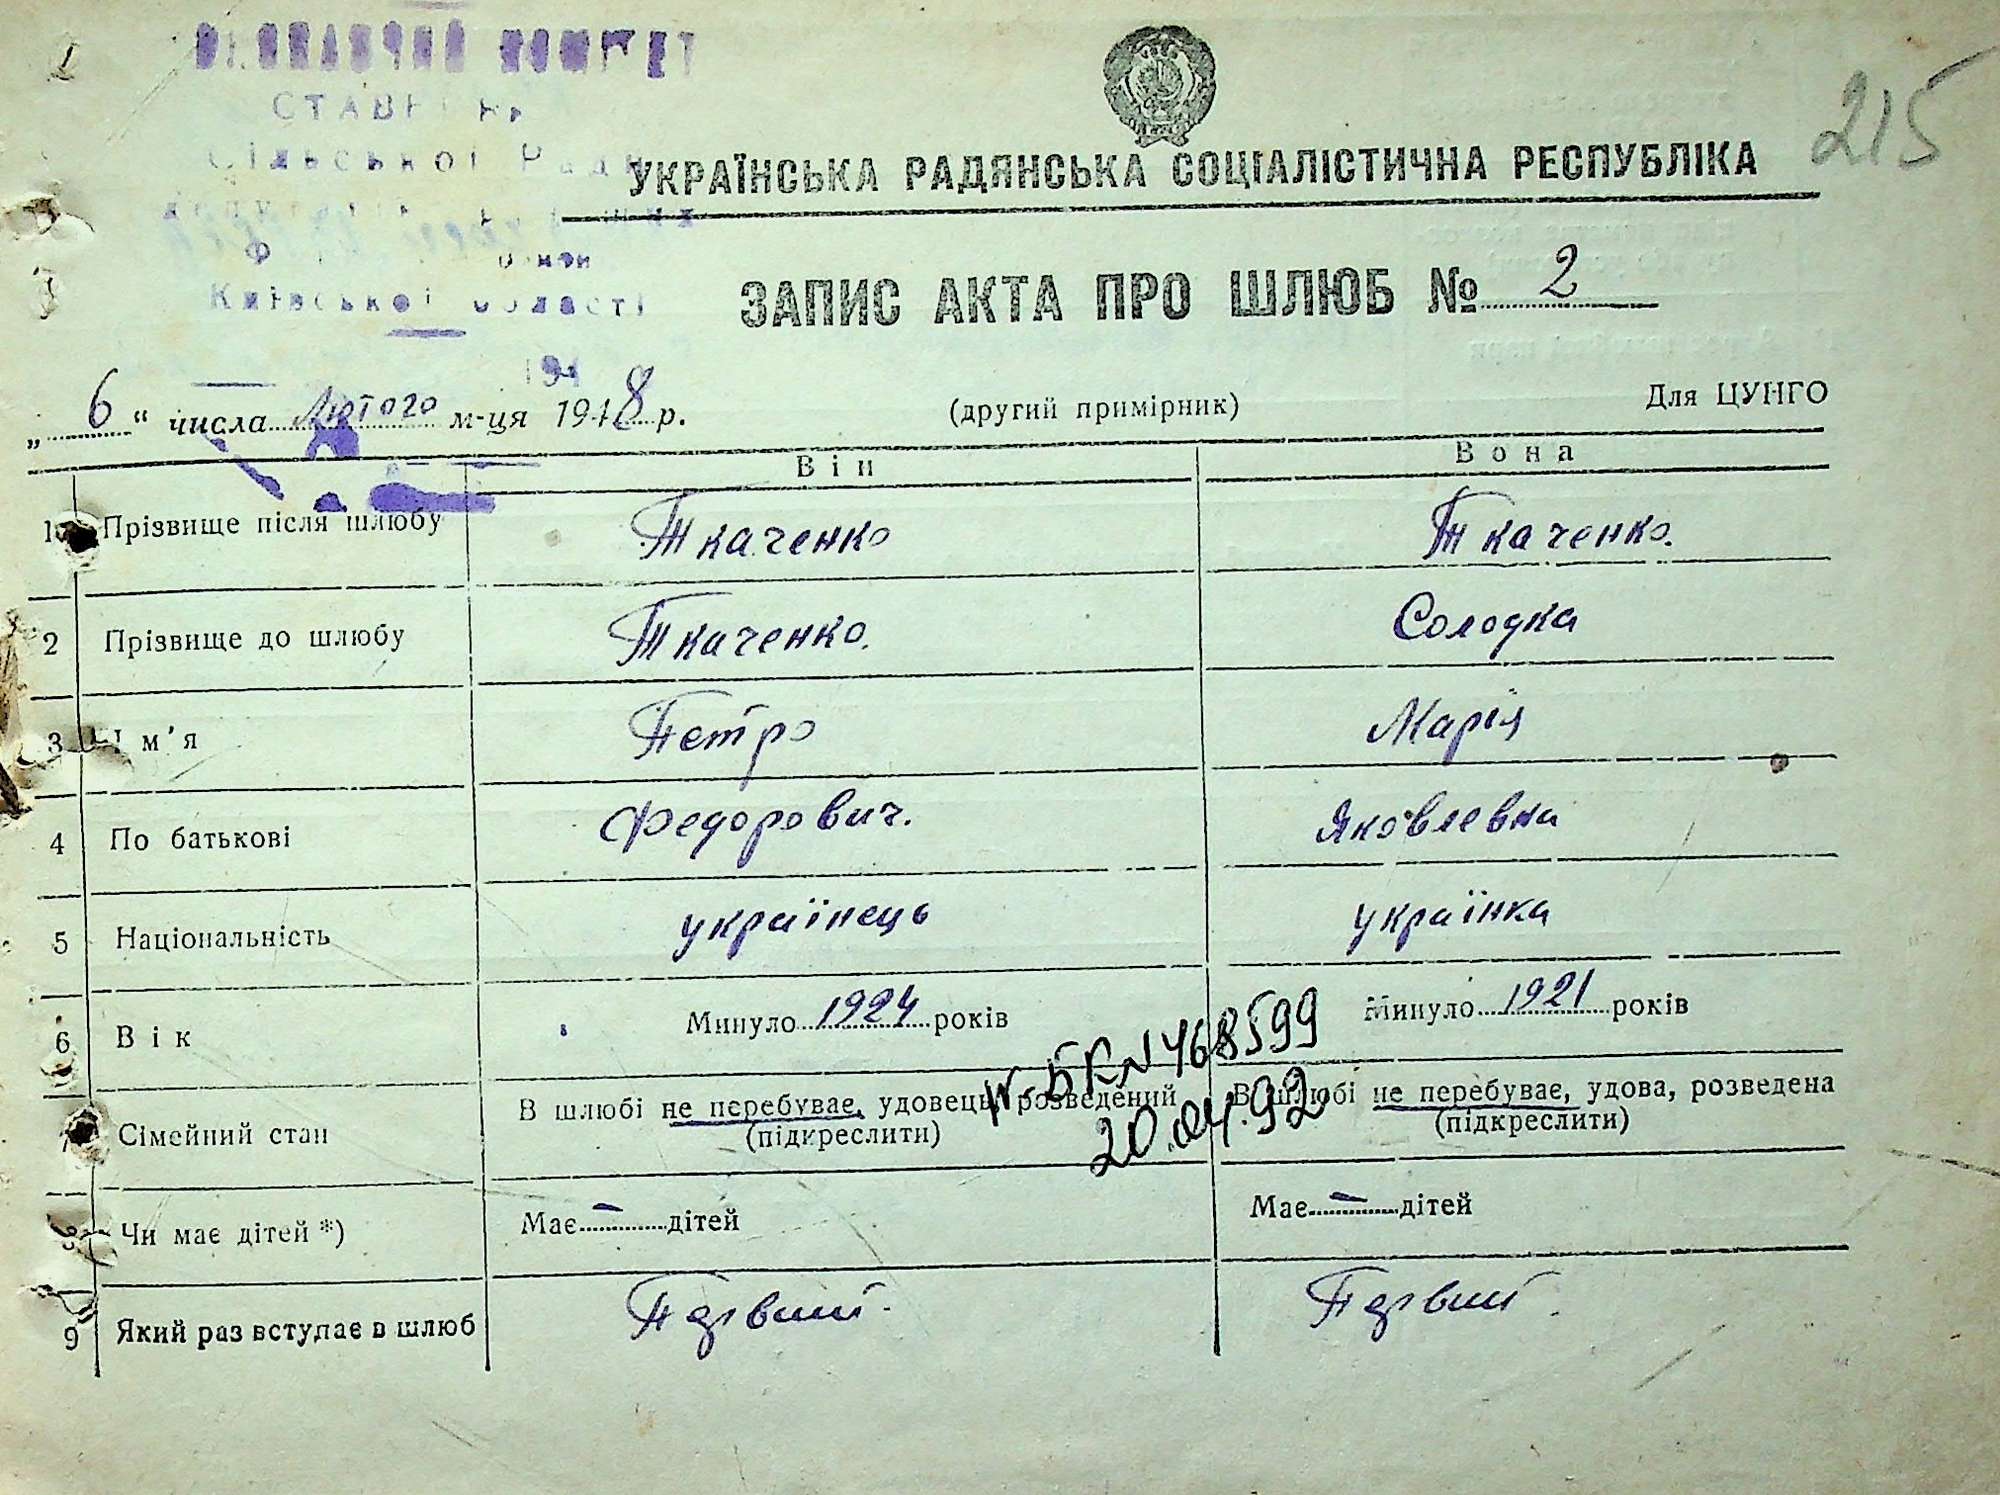 ВИКОНАВЧИЙ КОМІТЕТ
Сільської Ради
Київської області
215
УКРАЇНСЬКА РАДЯНСЬКА СОЦІАЛІСТИЧНА РЕСПУБЛІКА
ЗАПИС АКТА ПРО ШЛЮБ № 2
„ 6 “ числа Лютого м-ця 1948 р.
(другий примірник)
Для ЦУНГО
Він Вона
1 Прізвище після шлюбу Ткаченко Ткаченко.
2 Прізвище до шлюбу Ткаченко. Солодка
3 Ім'я Петро Марія
4 По батькові Федорович. Яковлевна
5 Національність українець українка
6 Вік Минуло 1924 років Минуло 1921 років
7 Сімейний стан В шлюбі не перебуває, удовець, розведений В шлюбі не перебуває, удова, розведена
(підкреслити) (підкреслити)
468599
20.04.92
8 Чи має дітей *) Має — дітей Має — дітей
9 Який раз вступає в шлюб Первий. Первий.